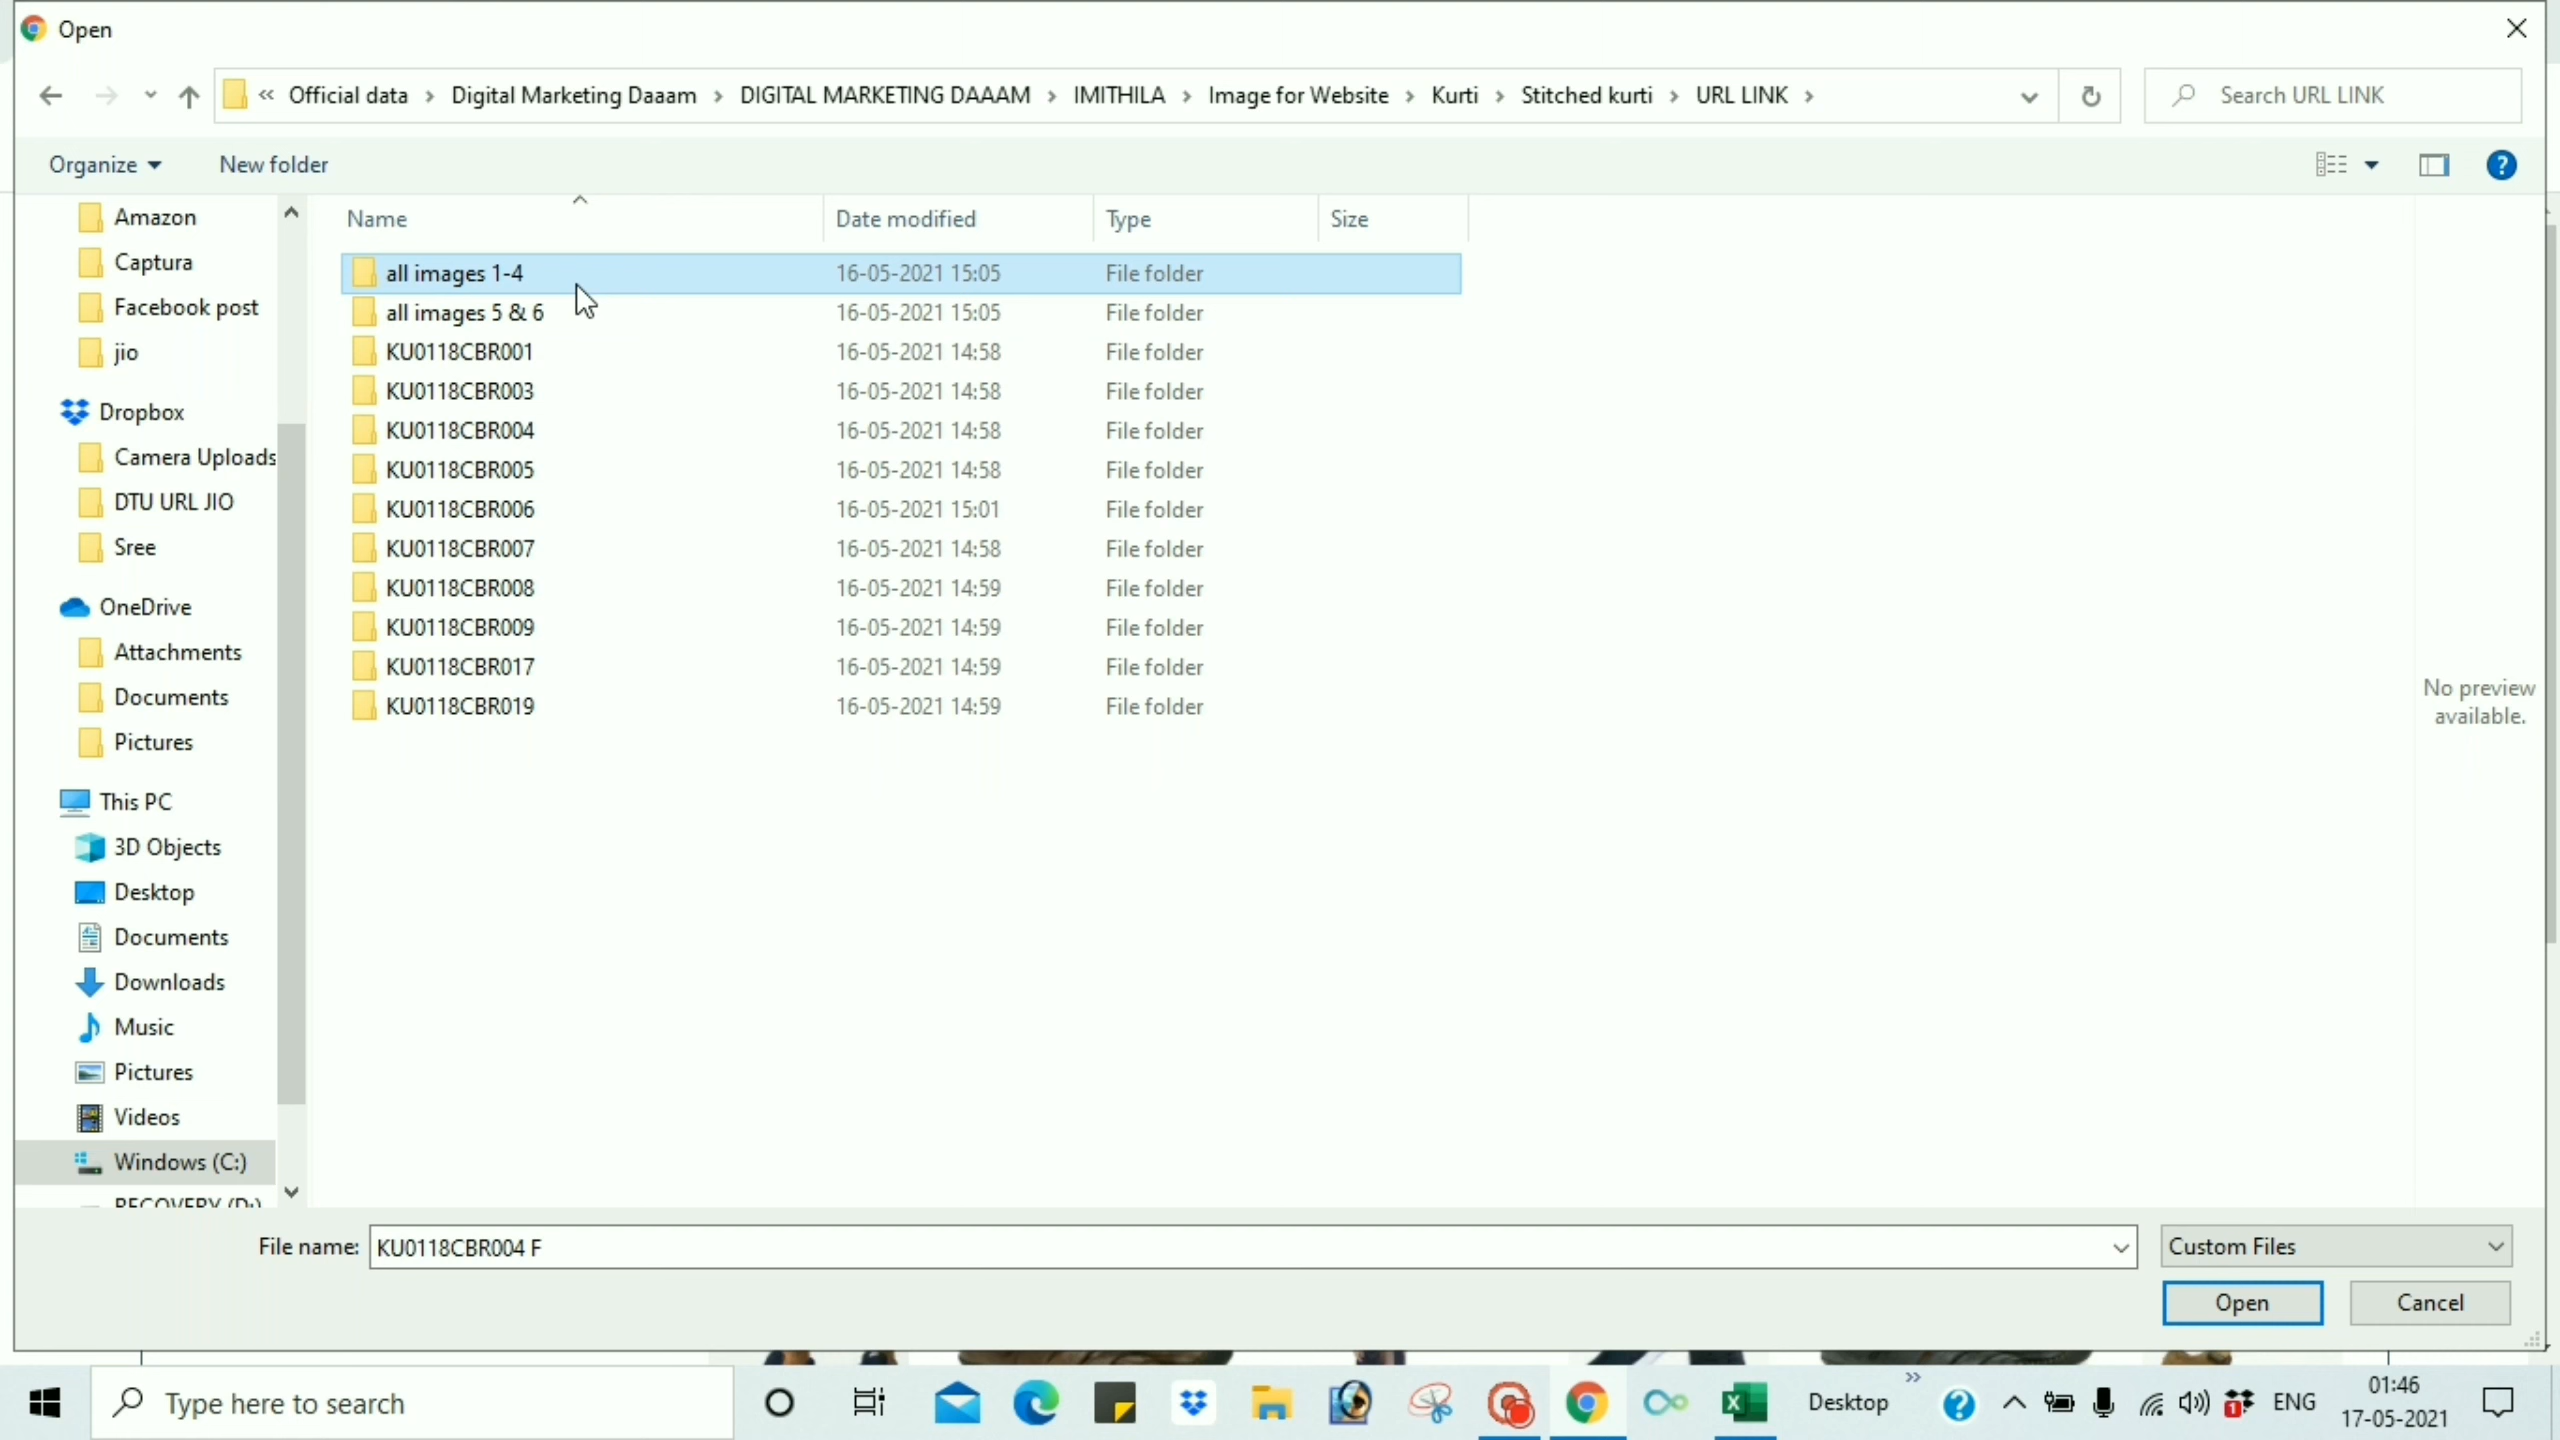 Open
« Official data › Digital Marketing Daaam › DIGITAL MARKETING DAAAM › IMITHILA › Image for Website › Kurti › Stitched kurti › URL LINK ›
Search URL LINK
Organize
New folder
Amazon
Captura
Facebook post
jio
Dropbox
Camera Uploads
DTU URL JIO
Sree
OneDrive
Attachments
Documents
Pictures
This PC
3D Objects
Desktop
Documents
Downloads
Music
Pictures
Videos
Windows (C:)
RECOVERY (D:)
Name Date modified Type Size
all images 1-4 16-05-2021 15:05 File folder
all images 5 & 6 16-05-2021 15:05 File folder
KU0118CBR001 16-05-2021 14:58 File folder
KU0118CBR003 16-05-2021 14:58 File folder
KU0118CBR004 16-05-2021 14:58 File folder
KU0118CBR005 16-05-2021 14:58 File folder
KU0118CBR006 16-05-2021 15:01 File folder
KU0118CBR007 16-05-2021 14:58 File folder
KU0118CBR008 16-05-2021 14:59 File folder
KU0118CBR009 16-05-2021 14:59 File folder
KU0118CBR017 16-05-2021 14:59 File folder
KU0118CBR019 16-05-2021 14:59 File folder
No preview
available.
File name: KU0118CBR004 F
Custom Files
Open
Cancel
Type here to search
Desktop
ENG
01:46
17-05-2021